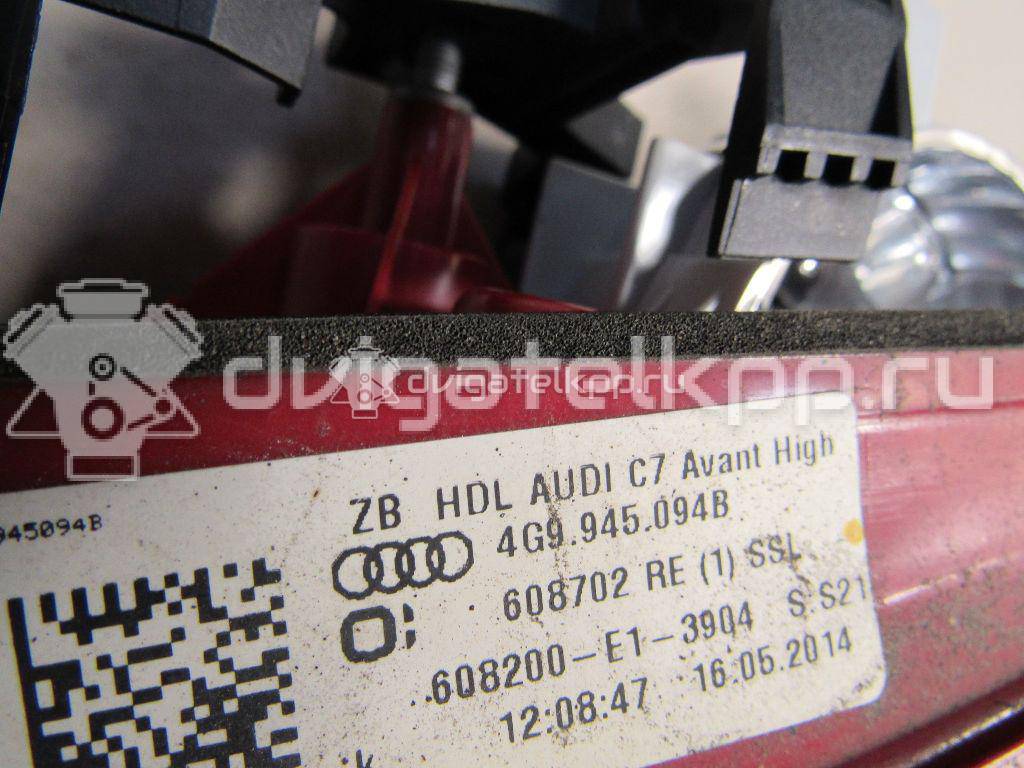 dvigatelkpp.ru
dvigatelkpp.ru
945094B
ZB HDL AUDI C7 Avant High
4G9.945.094B
608702 RE (1) SSL
.608200-E1-3904 S S21
12:08:47 16.05.2014
k